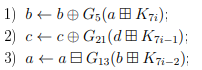 1) b ← b ⊕ G₅(a ⊞ K₇ᵢ);
2) c ← c ⊕ G₂₁(d ⊞ K₇ᵢ₋₁);
3) a ← a ⊟ G₁₃(b ⊞ K₇ᵢ₋₂);